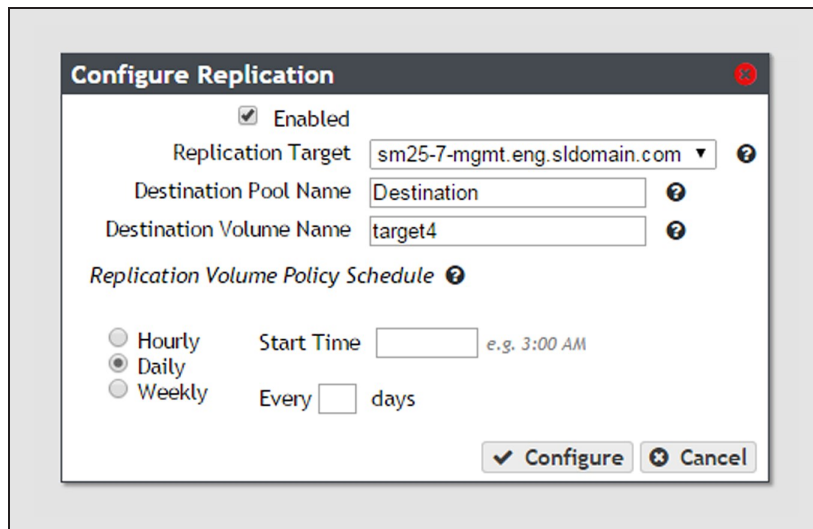 Configure Replication
Enabled
Replication Target sm25-7-mgmt.eng.sldomain.com
Destination Pool Name Destination
Destination Volume Name target4
Replication Volume Policy Schedule
Hourly
Start Time e.g. 3:00 AM
Daily
Weekly
Every days
Configure Cancel